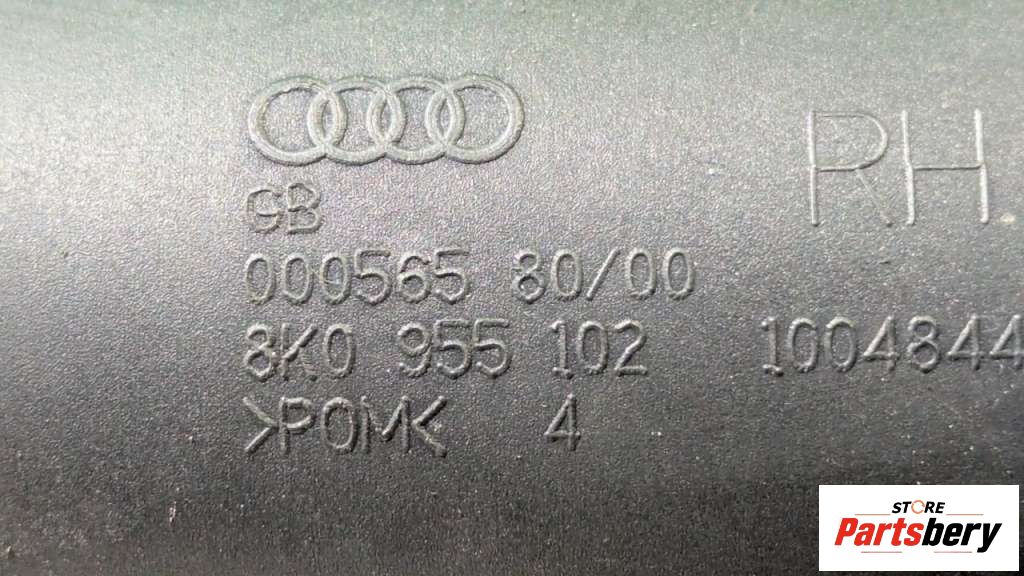 RH
GB
000565 80/00
8K0 955 102 1004844
>POM< 4
STORE
Partsbery